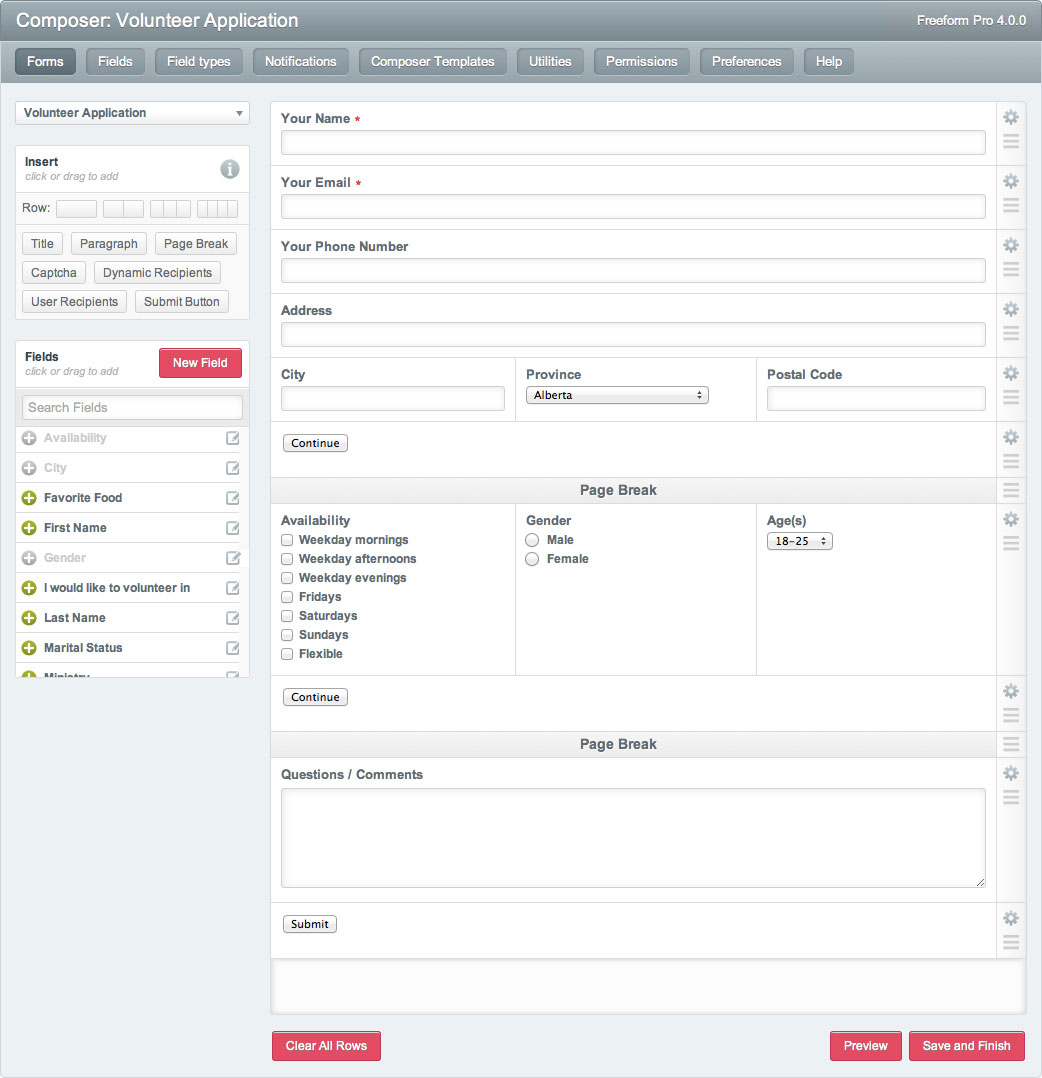 Composer: Volunteer Application
Freeform Pro 4.0.0
Forms Fields Field types Notifications Composer Templates Utilities Permissions Preferences Help
Volunteer Application
Insert
click or drag to add
Row:
Title Paragraph Page Break
Captcha Dynamic Recipients
User Recipients Submit Button
Fields
click or drag to add
New Field
Search Fields
Availability
City
Favorite Food
First Name
Gender
I would like to volunteer in
Last Name
Marital Status
Ministry
Your Name *
Your Email *
Your Phone Number
Address
City Province Postal Code
Alberta
Continue
Page Break
Availability
Weekday mornings
Weekday afternoons
Weekday evenings
Fridays
Saturdays
Sundays
Flexible
Gender
Male
Female
Age(s)
18-25
Continue
Page Break
Questions / Comments
Submit
Clear All Rows Preview Save and Finish